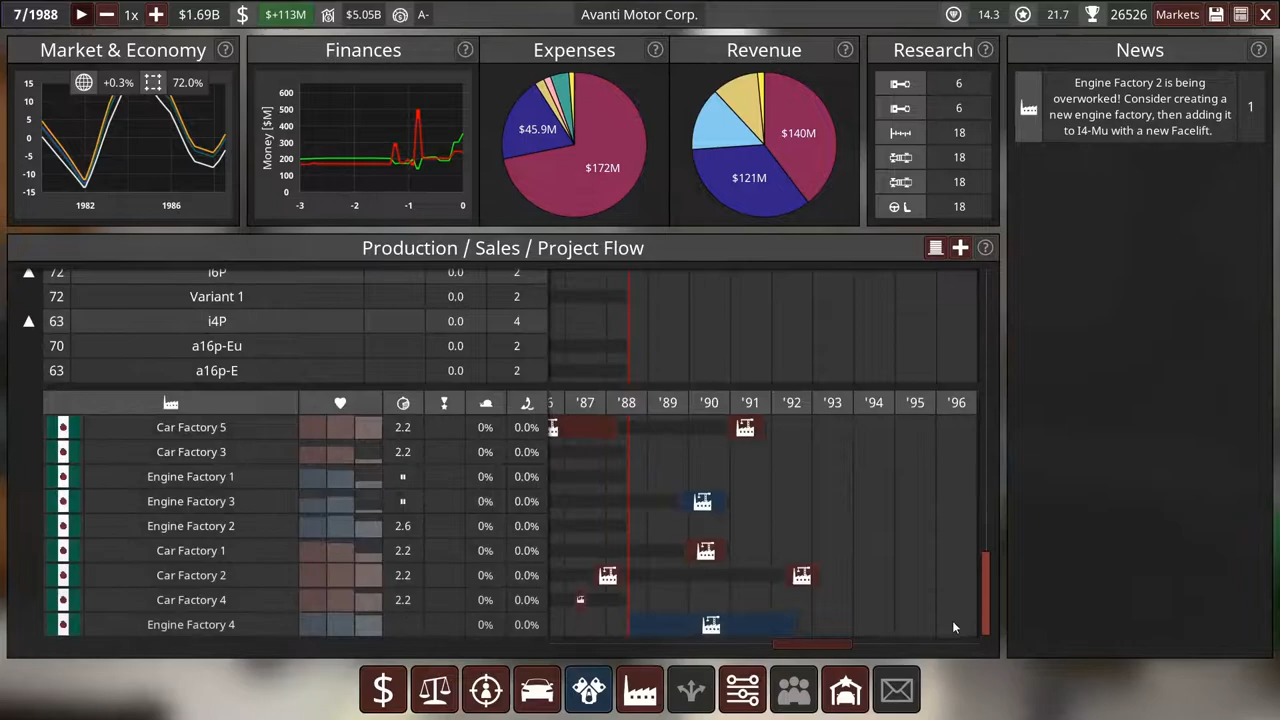 7/1988
1x
$1.69B
$+113M
$5.05B
A-
Avanti Motor Corp.
14.3
21.7
26526
Markets
X
Market & Economy
?
Finances
?
Expenses
?
Revenue
?
Research
?
News
?
+0.3%
72.0%
15
10
5
0
-5
-10
-15
1982
1986
Money [$M]
600
500
400
300
200
100
0
-3
-2
-1
0
$45.9M
$172M
$140M
$121M
6
6
18
18
18
18
Engine Factory 2 is being
overworked! Consider creating a
new engine factory, then adding it
to I4-Mu with a new Facelift.
1
Production / Sales / Project Flow
?
72 i6P 0.0 2
72 Variant 1 0.0 2
63 i4P 0.0 4
70 a16p-Eu 0.0 2
63 a16p-E 0.0 2
'87 '88 '89 '90 '91 '92 '93 '94 '95 '96
Car Factory 5 2.2 0% 0.0%
Car Factory 3 2.2 0% 0.0%
Engine Factory 1 0% 0.0%
Engine Factory 3 0% 0.0%
Engine Factory 2 2.6 0% 0.0%
Car Factory 1 2.2 0% 0.0%
Car Factory 2 2.2 0% 0.0%
Car Factory 4 2.2 0% 0.0%
Engine Factory 4 0% 0.0%
$